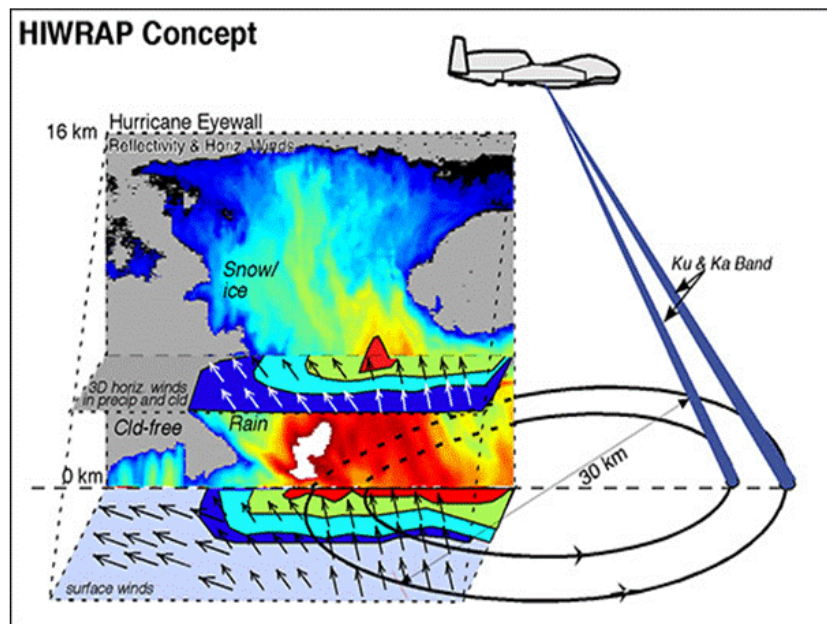 HIWRAP Concept
Hurricane Eyewall
16 km
Reflectivity & Horiz. Winds
Ku & Ka Band
Snow/
ice
3D horiz. winds
in precip and cld
Cld-free
Rain
30 km
0 km
surface winds